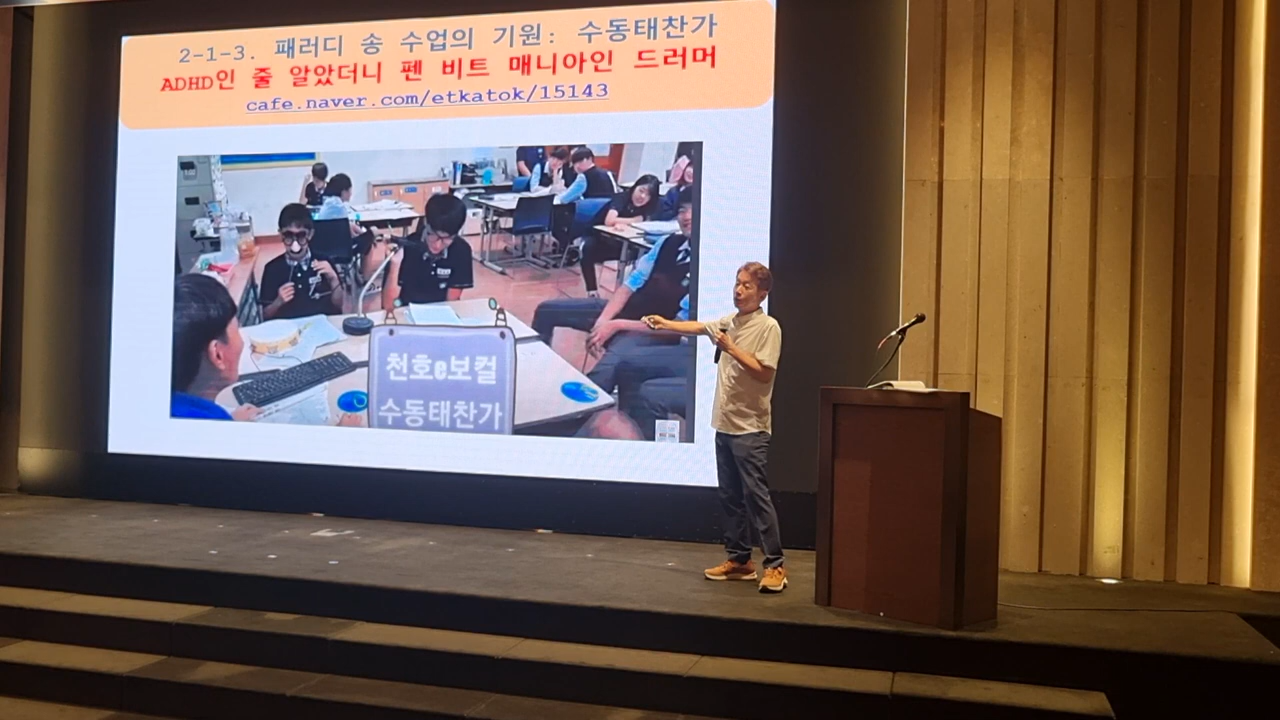 2-1-3. 패러디 송 수업의 기원: 수동태찬가
ADHD인 줄 알았더니 펜 비트 매니아인 드러머
cafe.naver.com/etkatok/15143
천호e보컬
수동태찬가